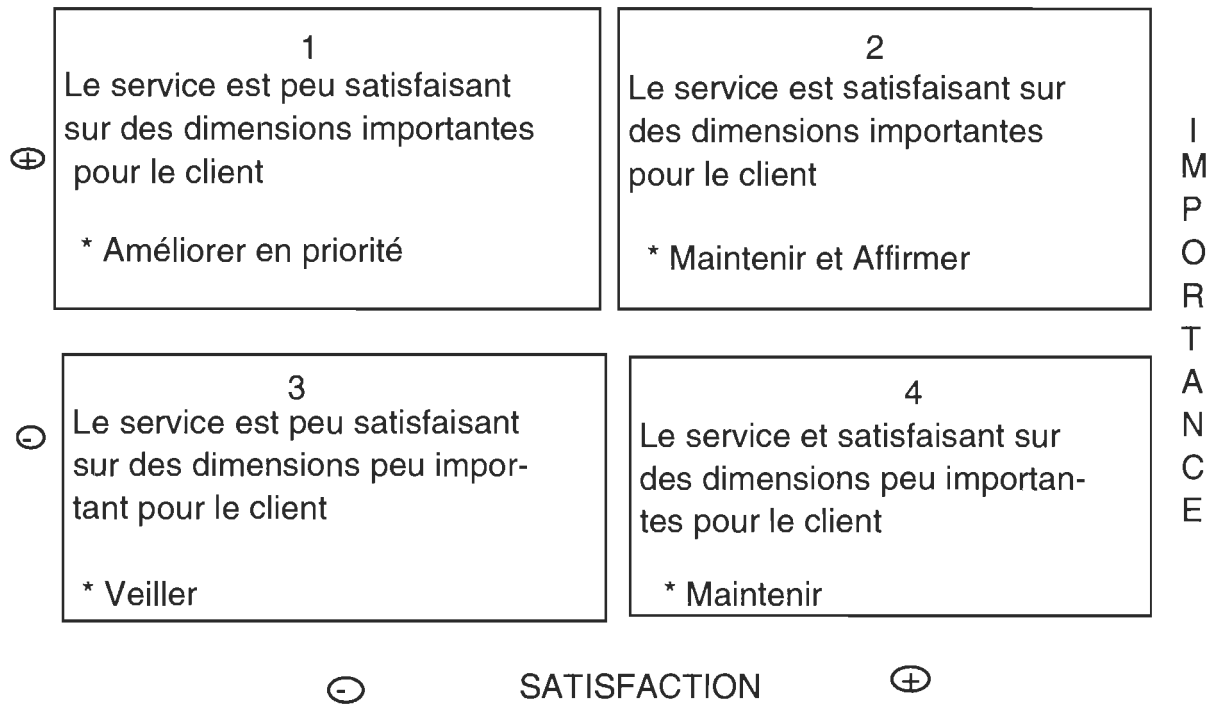 1
Le service est peu satisfaisant
sur des dimensions importantes
pour le client
* Améliorer en priorité
2
Le service est satisfaisant sur
des dimensions importantes
pour le client
* Maintenir et Affirmer
3
Le service est peu satisfaisant
sur des dimensions peu impor-
tant pour le client
* Veiller
4
Le service et satisfaisant sur
des dimensions peu importan-
tes pour le client
* Maintenir
+
-
I
M
P
O
R
T
A
N
C
E
- SATISFACTION +